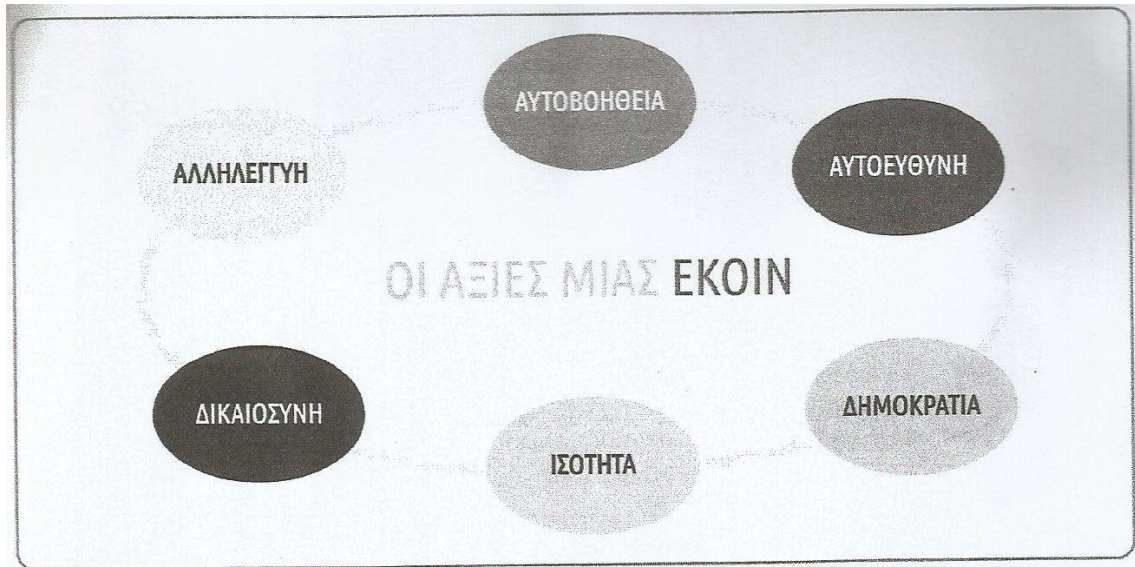 ΑΥΤΟΒΟΗΘΕΙΑ
ΑΥΤΟΕΥΘΥΝΗ
ΑΛΛΗΛΕΓΓΥΗ
ΟΙ ΑΞΙΕΣ ΜΙΑΣ ΕΚΟΙΝ
ΔΗΜΟΚΡΑΤΙΑ
ΔΙΚΑΙΟΣΥΝΗ
ΙΣΟΤΗΤΑ